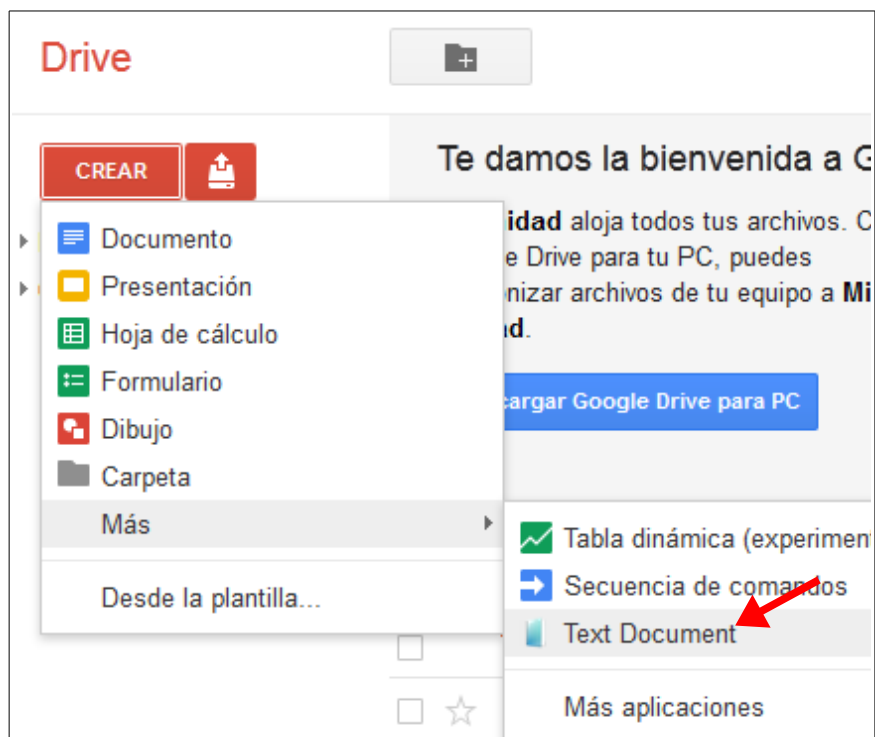 Drive
CREAR
Te damos la bienvenida a G
Documento
Presentación
Hoja de cálculo
Formulario
Dibujo
Carpeta
Más
Desde la plantilla...
idad aloja todos tus archivos. C
e Drive para tu PC, puedes
nizar archivos de tu equipo a Mi
d.
cargar Google Drive para PC
Tabla dinámica (experimen
Secuencia de comandos
Text Document
Más aplicaciones